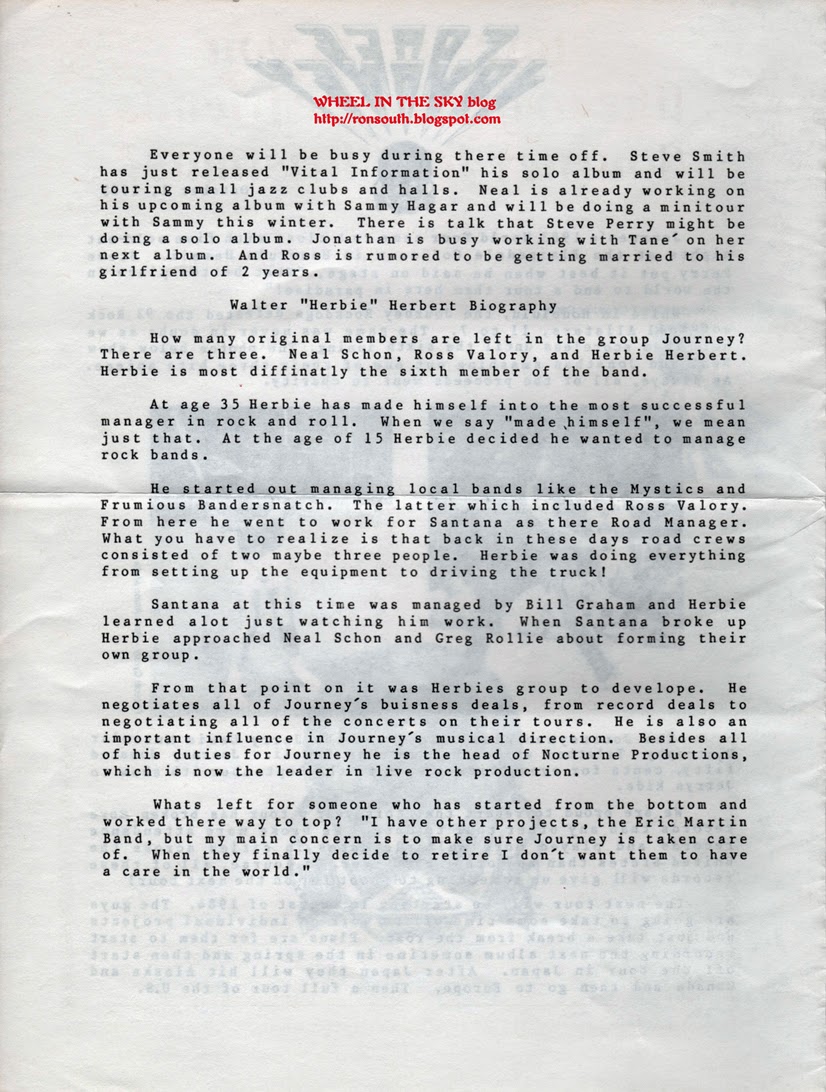 WHEEL IN THE SKY blog
http://ronsouth.blogspot.com
Everyone will be busy during there time off. Steve Smith
has just released "Vital Information" his solo album and will be
touring small jazz clubs and halls. Neal is already working on
his upcoming album with Sammy Hagar and will be doing a minitour
with Sammy this winter. There is talk that Steve Perry might be
doing a solo album. Jonathan is busy working with Tane´ on her
next album. And Ross is rumored to be getting married to his
girlfriend of 2 years.
Walter "Herbie" Herbert Biography
How many original members are left in the group Journey?
There are three. Neal Schon, Ross Valory, and Herbie Herbert.
Herbie is most diffinatly the sixth member of the band.
At age 35 Herbie has made himself into the most successful
manager in rock and roll. When we say "made himself", we mean
just that. At the age of 15 Herbie decided he wanted to manage
rock bands.
He started out managing local bands like the Mystics and
Frumious Bandersnatch. The latter which included Ross Valory.
From here he went to work for Santana as there Road Manager.
What you have to realize is that back in these days road crews
consisted of two maybe three people. Herbie was doing everything
from setting up the equipment to driving the truck!
Santana at this time was managed by Bill Graham and Herbie
learned alot just watching him work. When Santana broke up
Herbie approached Neal Schon and Greg Rollie about forming their
own group.
From that point on it was Herbies group to develope. He
negotiates all of Journey´s buisness deals, from record deals to
negotiating all of the concerts on their tours. He is also an
important influence in Journey´s musical direction. Besides all
of his duties for Journey he is the head of Nocturne Productions,
which is now the leader in live rock production.
Whats left for someone who has started from the bottom and
worked there way to top? "I have other projects, the Eric Martin
Band, but my main concern is to make sure Journey is taken care
of. When they finally decide to retire I don´t want them to have
a care in the world."